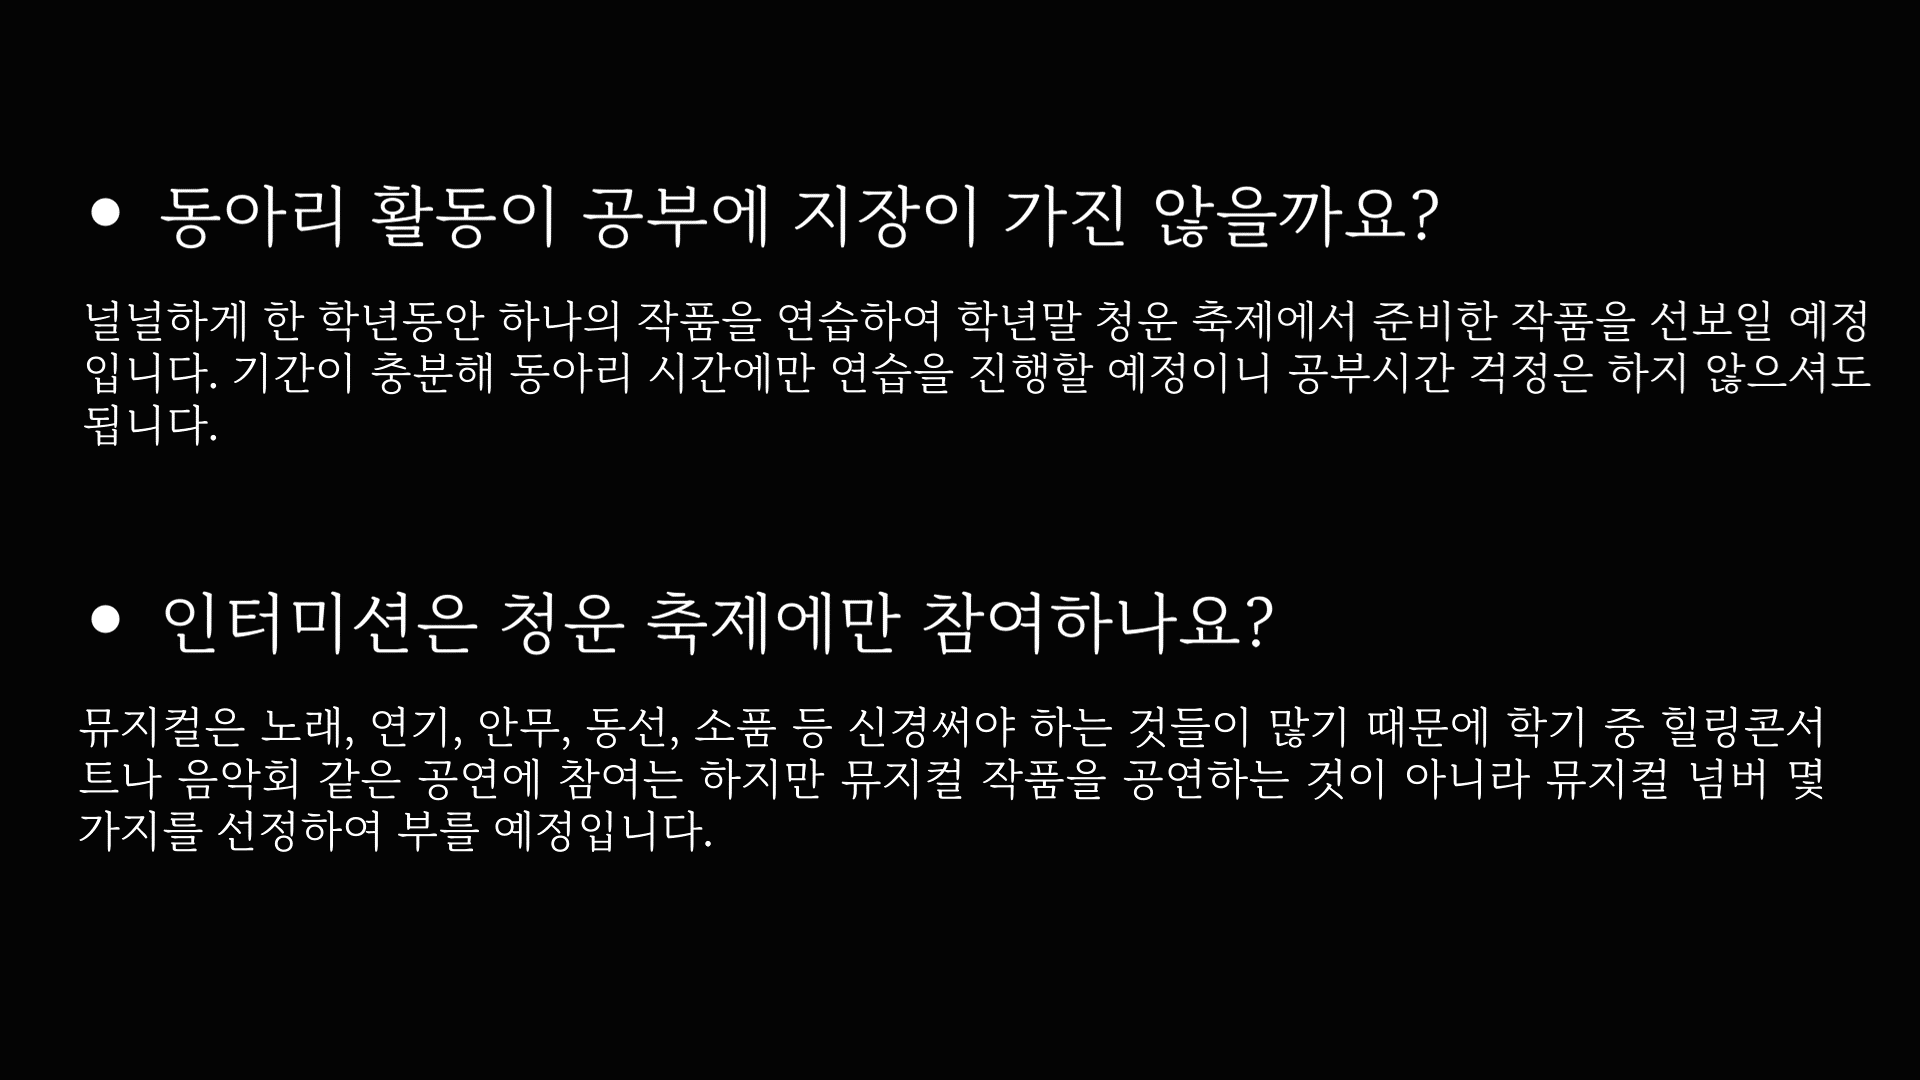 • 동아리 활동이 공부에 지장이 가진 않을까요?
널널하게 한 학년동안 하나의 작품을 연습하여 학년말 청운 축제에서 준비한 작품을 선보일 예정
입니다. 기간이 충분해 동아리 시간에만 연습을 진행할 예정이니 공부시간 걱정은 하지 않으셔도
됩니다.
• 인터미션은 청운 축제에만 참여하나요?
뮤지컬은 노래, 연기, 안무, 동선, 소품 등 신경써야 하는 것들이 많기 때문에 학기 중 힐링콘서
트나 음악회 같은 공연에 참여는 하지만 뮤지컬 작품을 공연하는 것이 아니라 뮤지컬 넘버 몇
가지를 선정하여 부를 예정입니다.